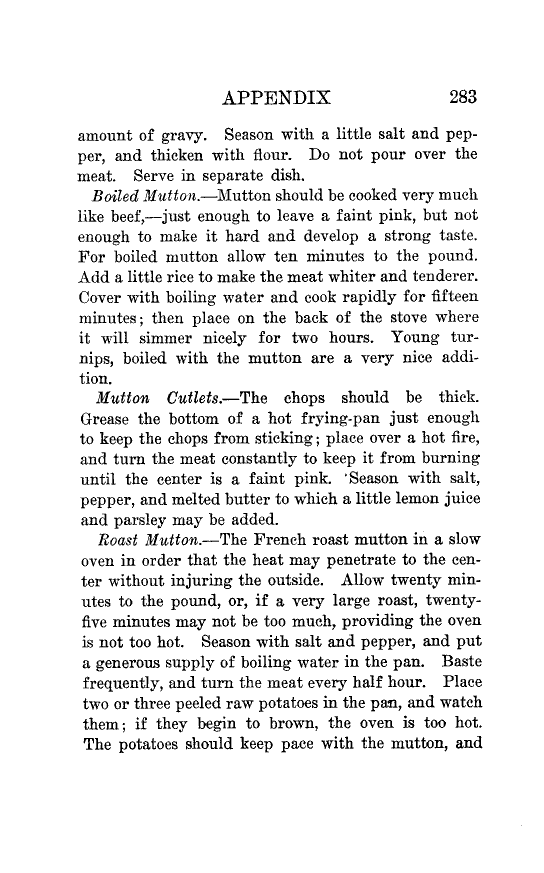 APPENDIX 283
amount of gravy. Season with a little salt and pep-
per, and thicken with flour. Do not pour over the
meat. Serve in separate dish.
Boiled Mutton.—Mutton should be cooked very much
like beef,—just enough to leave a faint pink, but not
enough to make it hard and develop a strong taste.
For boiled mutton allow ten minutes to the pound.
Add a little rice to make the meat whiter and tenderer.
Cover with boiling water and cook rapidly for fifteen
minutes; then place on the back of the stove where
it will simmer nicely for two hours. Young tur-
nips, boiled with the mutton are a very nice addi-
tion.
Mutton Cutlets.—The chops should be thick.
Grease the bottom of a hot frying-pan just enough
to keep the chops from sticking; place over a hot fire,
and turn the meat constantly to keep it from burning
until the center is a faint pink. Season with salt,
pepper, and melted butter to which a little lemon juice
and parsley may be added.
Roast Mutton.—The French roast mutton in a slow
oven in order that the heat may penetrate to the cen-
ter without injuring the outside. Allow twenty min-
utes to the pound, or, if a very large roast, twenty-
five minutes may not be too much, providing the oven
is not too hot. Season with salt and pepper, and put
a generous supply of boiling water in the pan. Baste
frequently, and turn the meat every half hour. Place
two or three peeled raw potatoes in the pan, and watch
them; if they begin to brown, the oven is too hot.
The potatoes should keep pace with the mutton, and